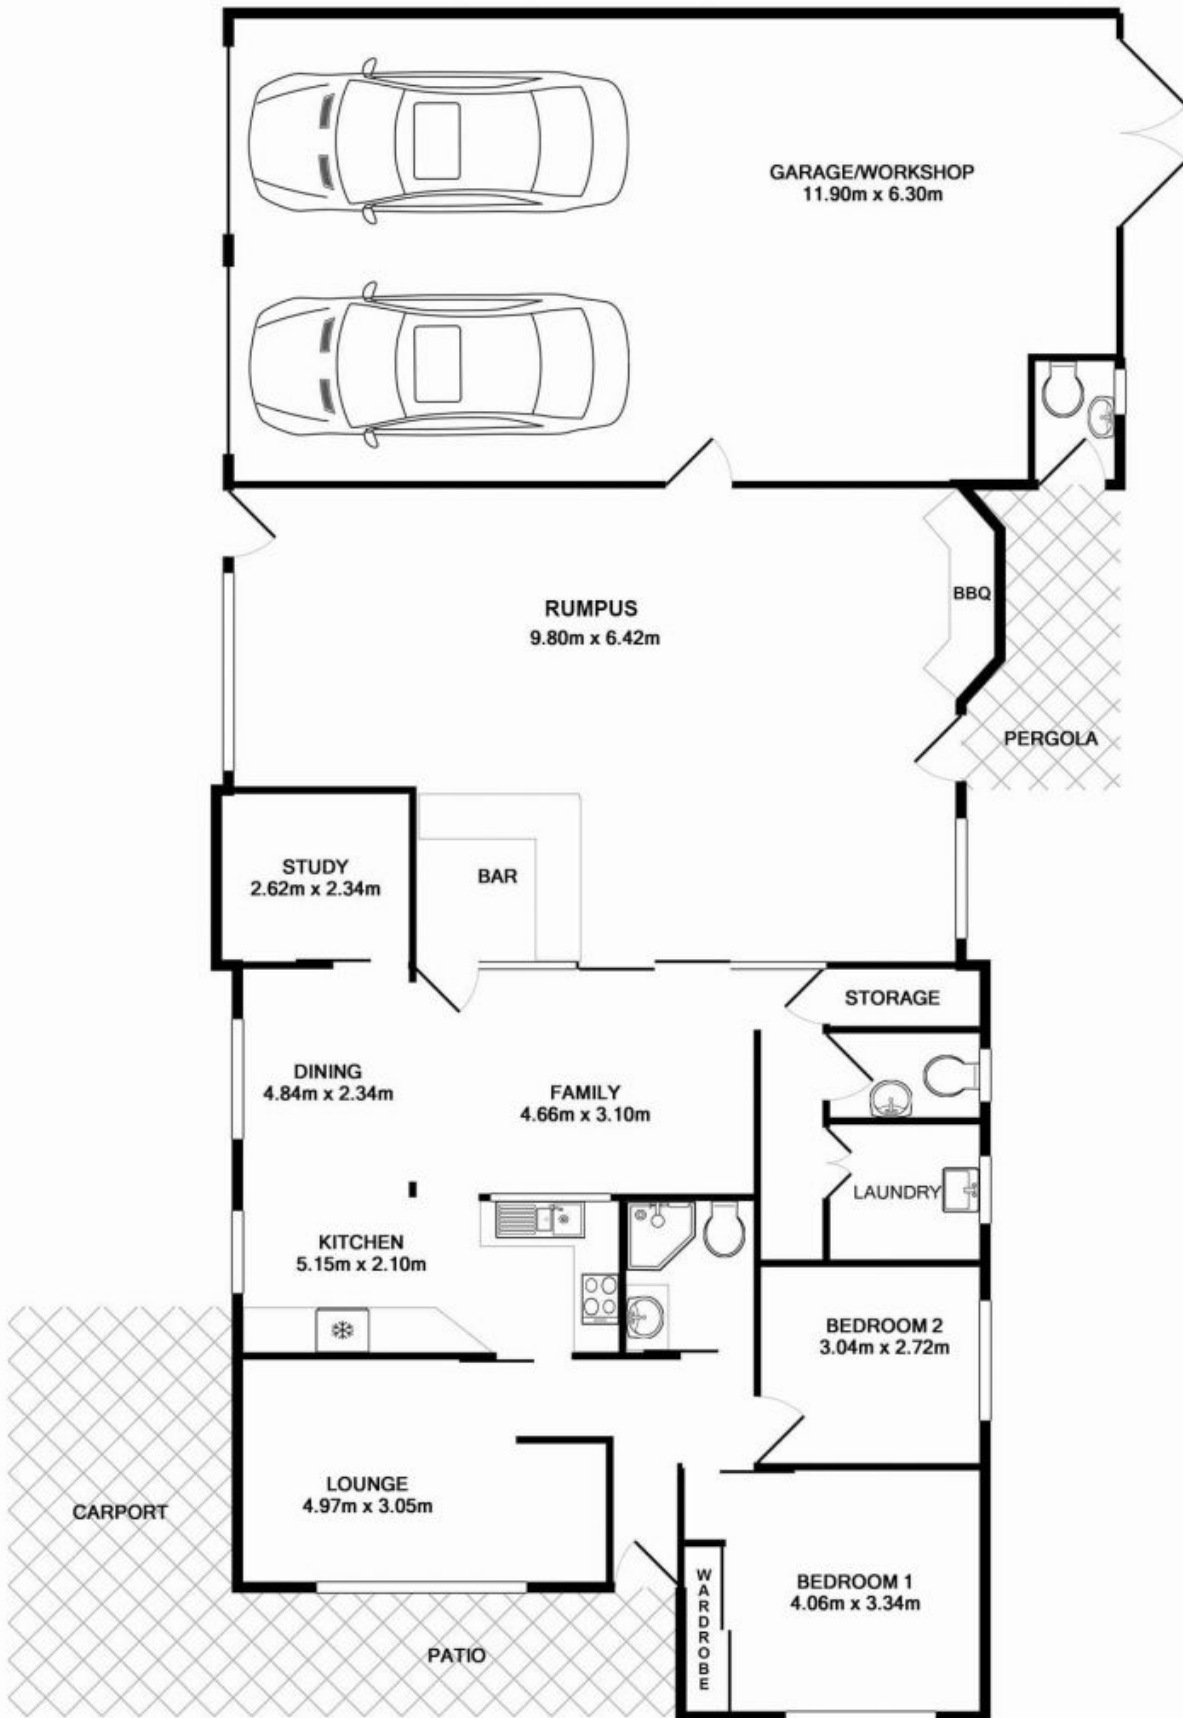 GARAGE/WORKSHOP
11.90m x 6.30m
RUMPUS
9.80m x 6.42m
BBQ
PERGOLA
STUDY
2.62m x 2.34m
BAR
STORAGE
DINING
4.84m x 2.34m
FAMILY
4.66m x 3.10m
LAUNDRY
KITCHEN
5.15m x 2.10m
BEDROOM 2
3.04m x 2.72m
LOUNGE
4.97m x 3.05m
CARPORT
WARDROBE
BEDROOM 1
4.06m x 3.34m
PATIO